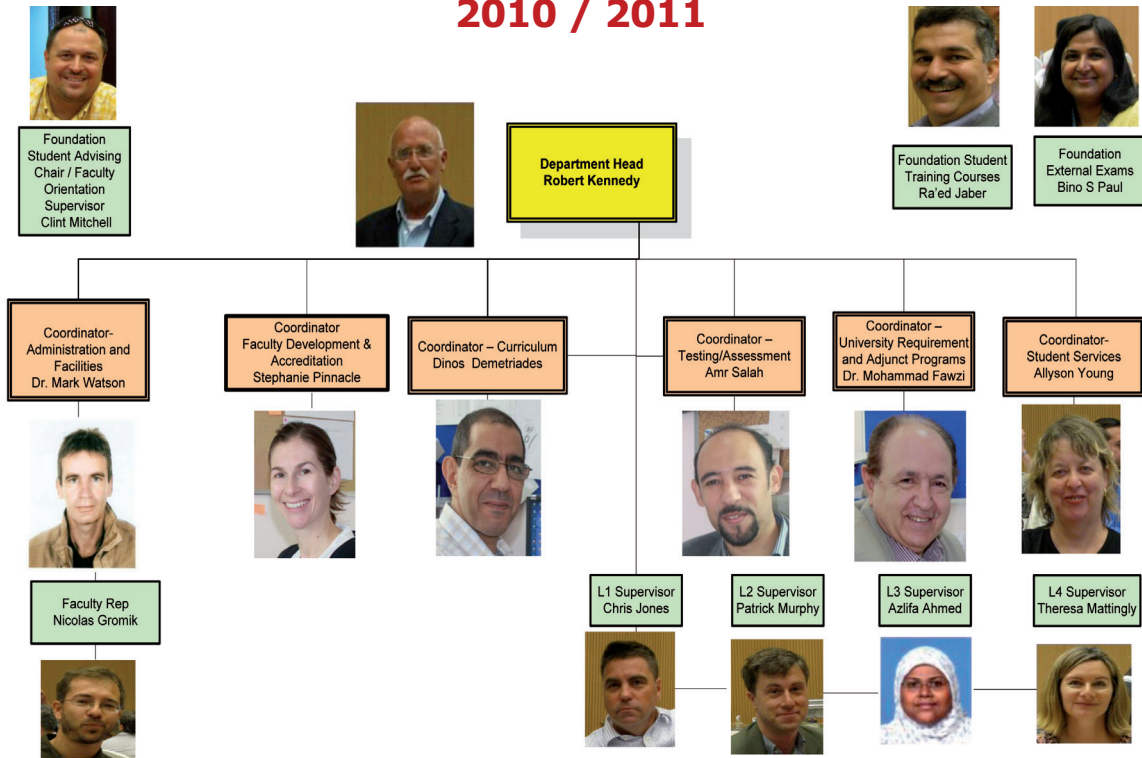 2010 / 2011
Foundation
Student Advising
Chair / Faculty
Orientation
Supervisor
Clint Mitchell
Department Head
Robert Kennedy
Foundation Student
Training Courses
Ra'ed Jaber
Foundation
External Exams
Bino S Paul
Coordinator-
Administration and
Facilities
Dr. Mark Watson
Coordinator
Faculty Development &
Accreditation
Stephanie Pinnacle
Coordinator – Curriculum
Dinos Demetriades
Coordinator –
Testing/Assessment
Amr Salah
Coordinator –
University Requirement
and Adjunct Programs
Dr. Mohammad Fawzi
Coordinator-
Student Services
Allyson Young
Faculty Rep
Nicolas Gromik
L1 Supervisor
Chris Jones
L2 Supervisor
Patrick Murphy
L3 Supervisor
Azlifa Ahmed
L4 Supervisor
Theresa Mattingly